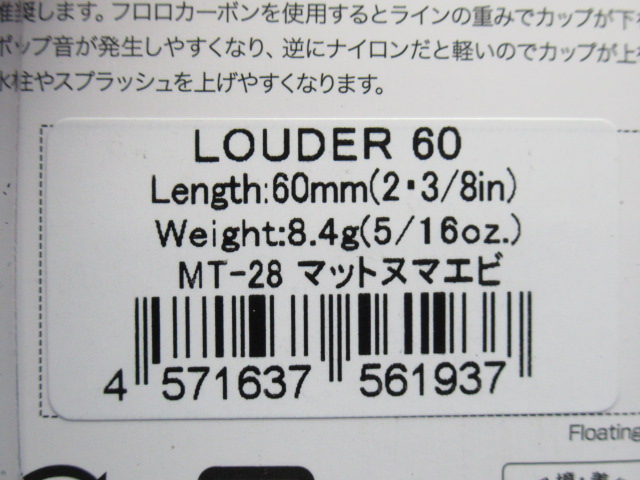 推奨します。フロロカーボンを使用するとラインの重みでカップが下
ポップ音が発生しやすくなり、逆にナイロンだと軽いのでカップが上
水柱やスプラッシュを上げやすくなります。
LOUDER 60
Length:60mm(2・3/8in)
Weight:8.4g(5/16oz.)
MT-28 マットヌマエビ
4 571637 561937
Floating